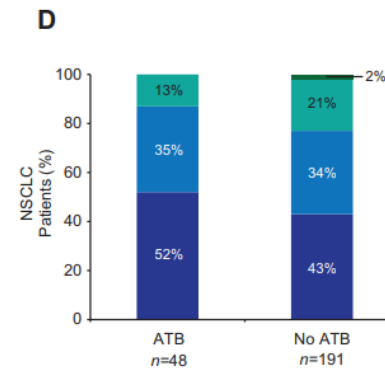 D
NSCLC
Patients (%)
100
80
60
40
20
0
13%
35%
52%
2%
21%
34%
43%
ATB
n=48
No ATB
n=191